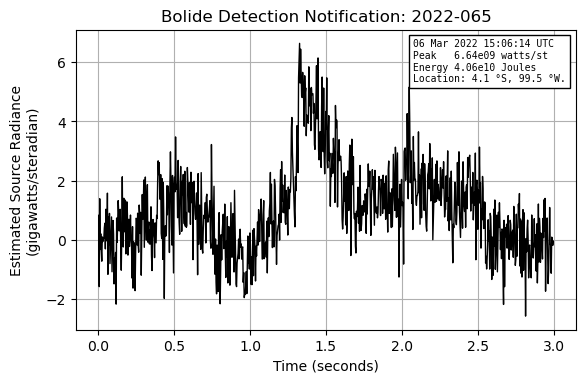 Bolide Detection Notification: 2022-065
06 Mar 2022 15:06:14 UTC
Peak   6.64e09 watts/st
Energy 4.06e10 Joules
Location: 4.1 °S, 99.5 °W.
Estimated Source Radiance
(gigawatts/steradian)
6
4
2
0
−2
0.0 0.5 1.0 1.5 2.0 2.5 3.0
Time (seconds)